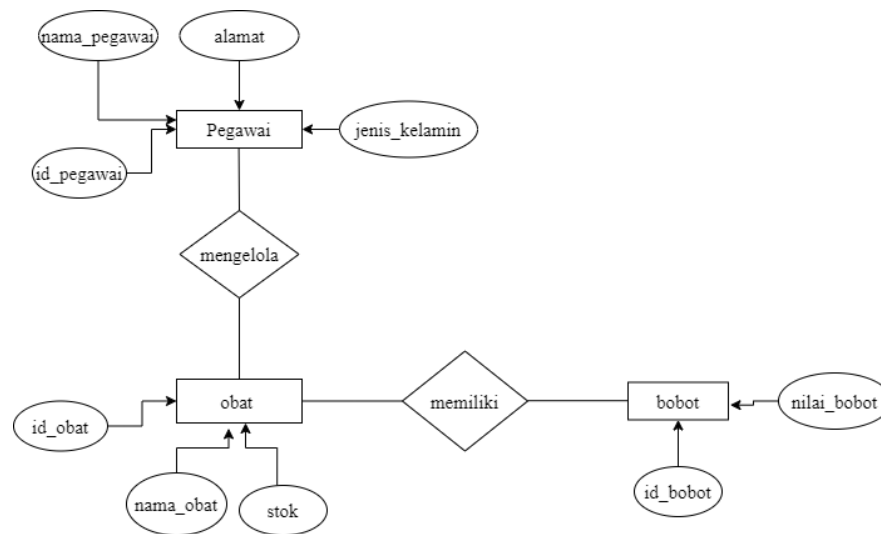 nama_pegawai
alamat
Pegawai
jenis_kelamin
id_pegawai
mengelola
obat
memiliki
bobot
nilai_bobot
id_obat
nama_obat
stok
id_bobot